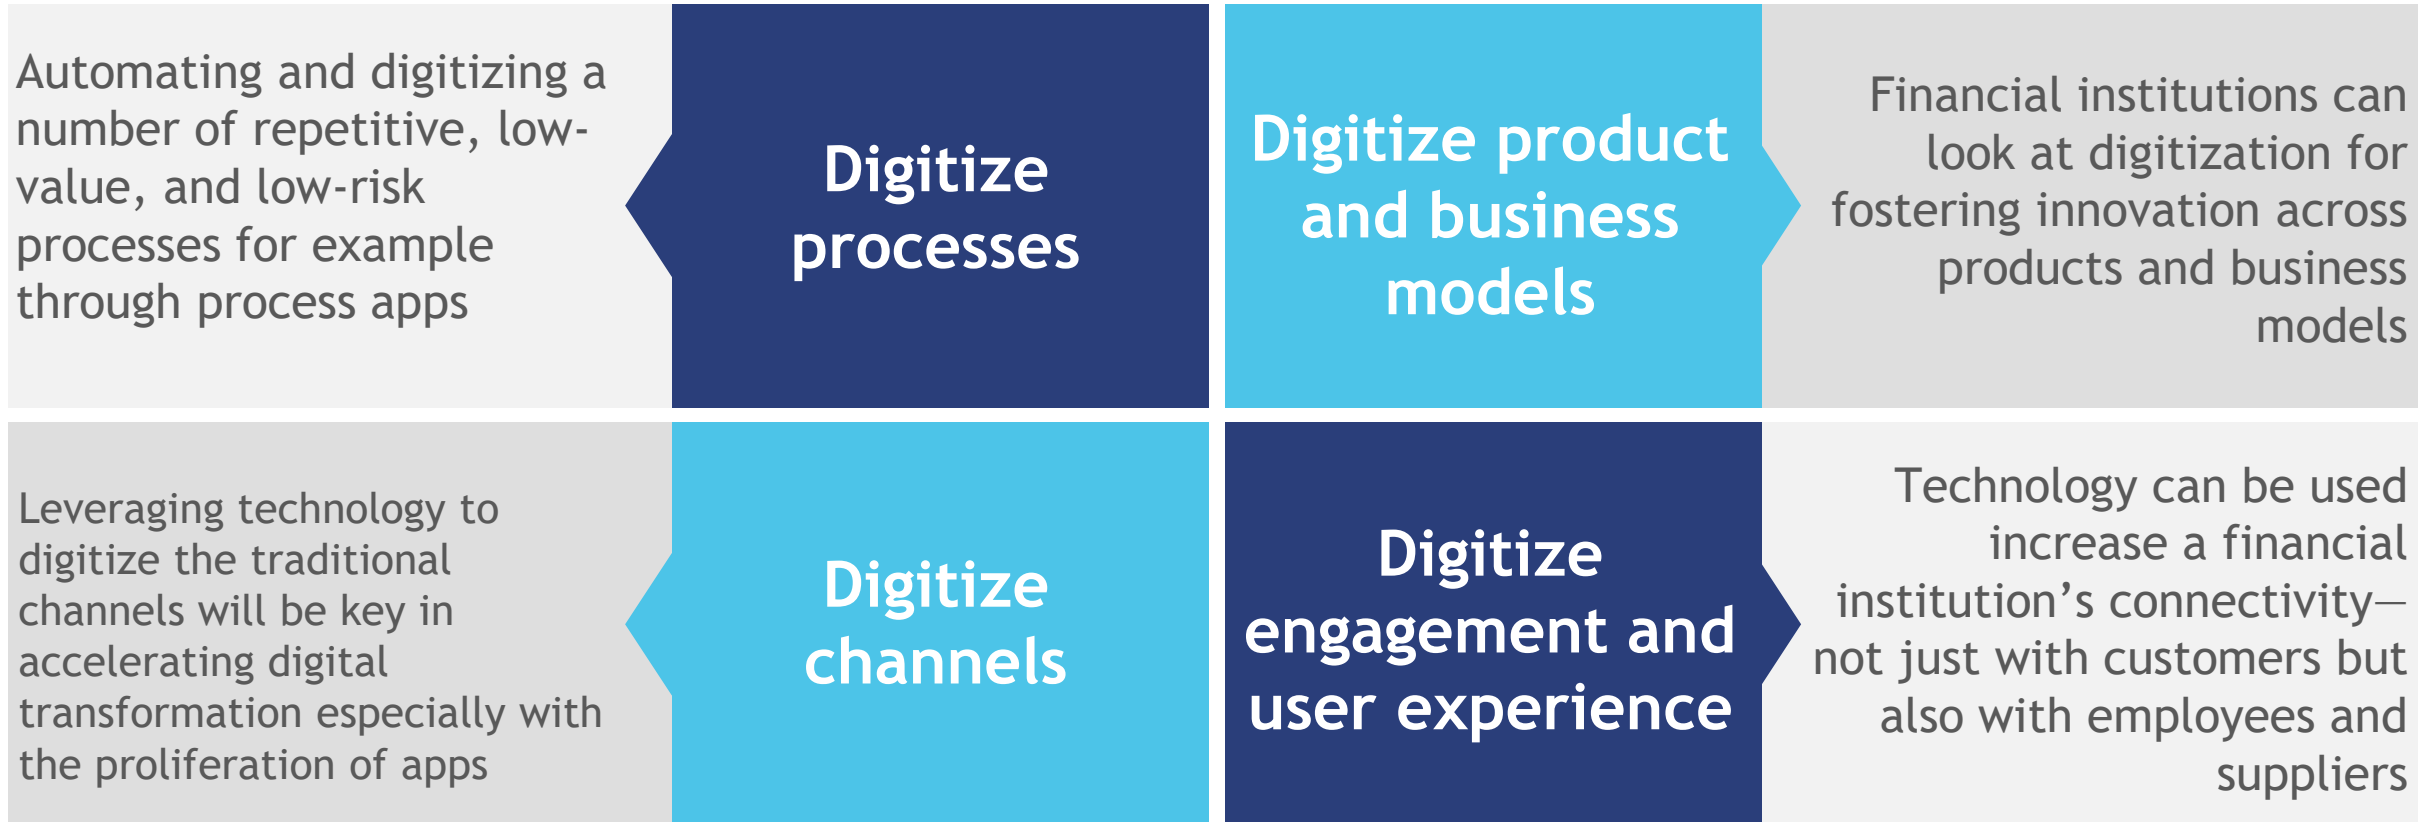 Automating and digitizing a
number of repetitive, low-
value, and low-risk
processes for example
through process apps
Digitize
processes
Digitize product
and business
models
Financial institutions can
look at digitization for
fostering innovation across
products and business
models
Leveraging technology to
digitize the traditional
channels will be key in
accelerating digital
transformation especially with
the proliferation of apps
Digitize
channels
Digitize
engagement and
user experience
Technology can be used
increase a financial
institution’s connectivity—
not just with customers but
also with employees and
suppliers